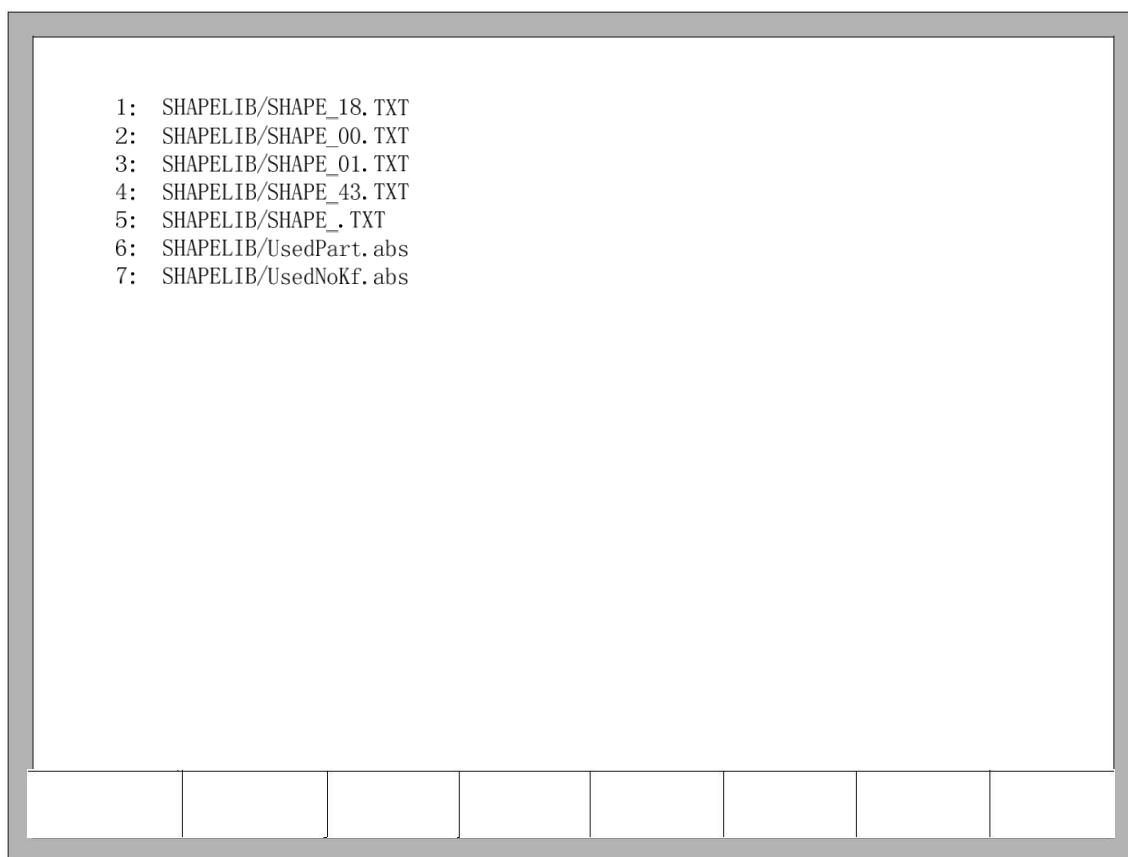 1: SHAPELIB/SHAPE_18.TXT
2: SHAPELIB/SHAPE_00.TXT
3: SHAPELIB/SHAPE_01.TXT
4: SHAPELIB/SHAPE_43.TXT
5: SHAPELIB/SHAPE_.TXT
6: SHAPELIB/UsedPart.abs
7: SHAPELIB/UsedNoKf.abs